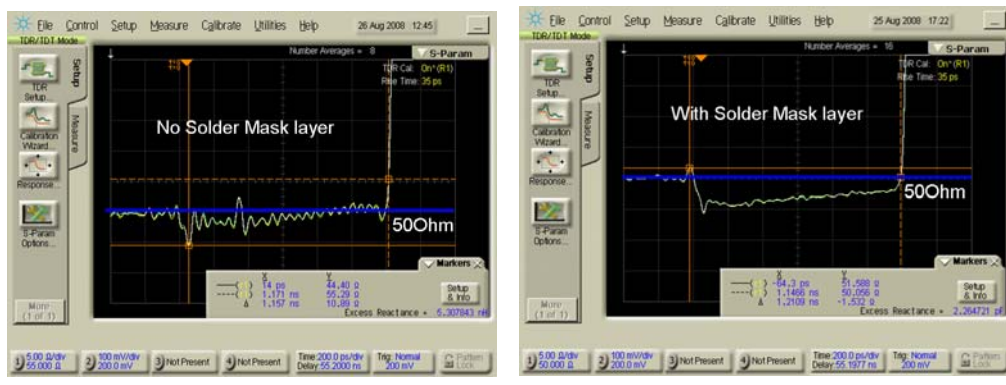 File Control Setup Measure Calibrate Utilities Help 26 Aug 2008 12:45
TDR/TDT Mode
Number Averages = 8
S-Param
TDR Cal: On*(R1)
Rise Time: 35 ps
Setup
Measure
TDR
Setup...
Calibration
Wizard...
Response...
S-Param
Options...
More
(1 of 1)
No Solder Mask layer
50Ohm
Markers
X Y
14 ps 44.40 Ω
1.171 ns 55.29 Ω
Δ 1.157 ns 10.89 Ω
Setup
& Info
Excess Reactance = 5.307843 nH
1) 5.00 Ω/div
55.000 Ω
2) 100 mV/div
200.0 mV
3) Not Present
4) Not Present
Time:200.0 ps/div
Delay:55.2000 ns
Trig: Normal
200 mV
Pattern
Lock
File Control Setup Measure Calibrate Utilities Help 25 Aug 2008 17:22
TDR/TDT Mode
Number Averages = 16
S-Param
TDR Cal: On*(R1)
Rise Time: 35 ps
Setup
Measure
TDR
Setup...
Calibration
Wizard...
Response...
S-Param
Options...
More
(1 of 1)
With Solder Mask layer
50Ohm
Markers
X Y
-64.3 ps 51.588 Ω
1.1466 ns 50.056 Ω
Δ 1.2109 ns -1.532 Ω
Setup
& Info
Excess Reactance = 2.264721 pF
1) 5.00 Ω/div
50.000 Ω
2) 100 mV/div
200.0 mV
3) Not Present
4) Not Present
Time:200.0 ps/div
Delay:55.1977 ns
Trig: Normal
200 mV
Pattern
Lock